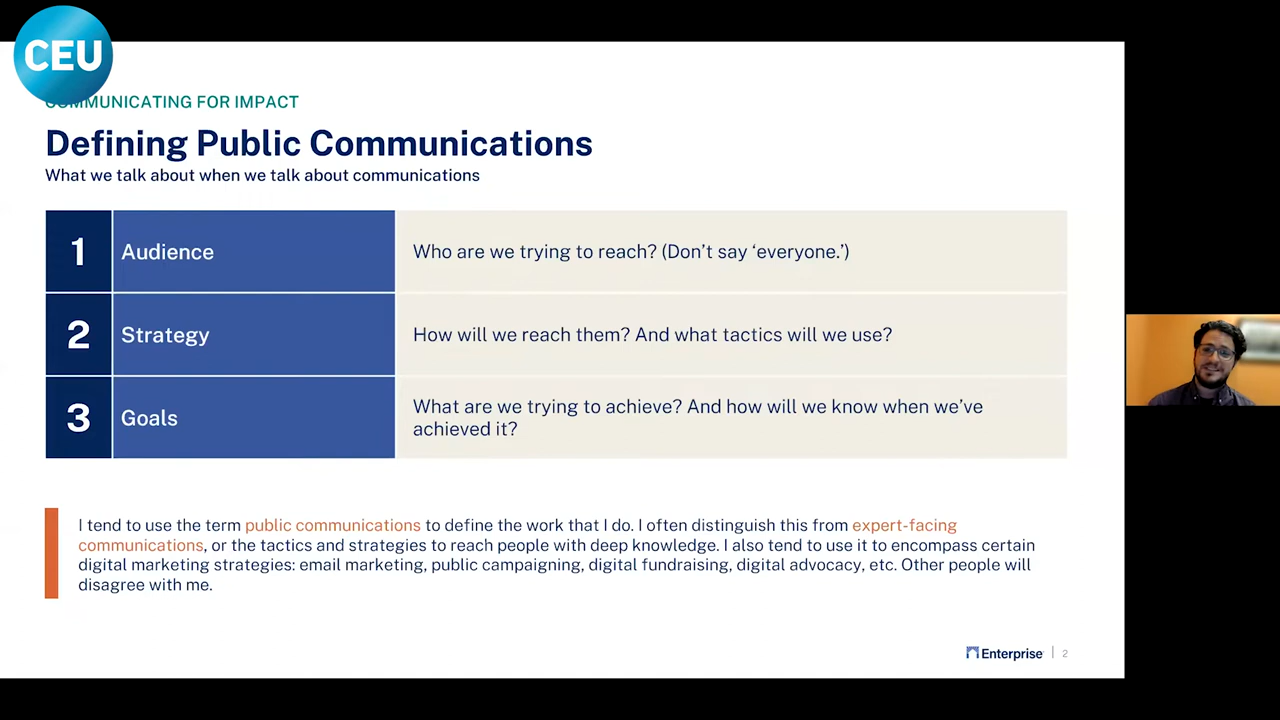 CEU
COMMUNICATING FOR IMPACT
Defining Public Communications
What we talk about when we talk about communications
1 Audience Who are we trying to reach? (Don't say ‘everyone.’)
2 Strategy How will we reach them? And what tactics will we use?
3 Goals What are we trying to achieve? And how will we know when we've
achieved it?
I tend to use the term public communications to define the work that I do. I often distinguish this from expert-facing
communications, or the tactics and strategies to reach people with deep knowledge. I also tend to use it to encompass certain
digital marketing strategies: email marketing, public campaigning, digital fundraising, digital advocacy, etc. Other people will
disagree with me.
Enterprise 2